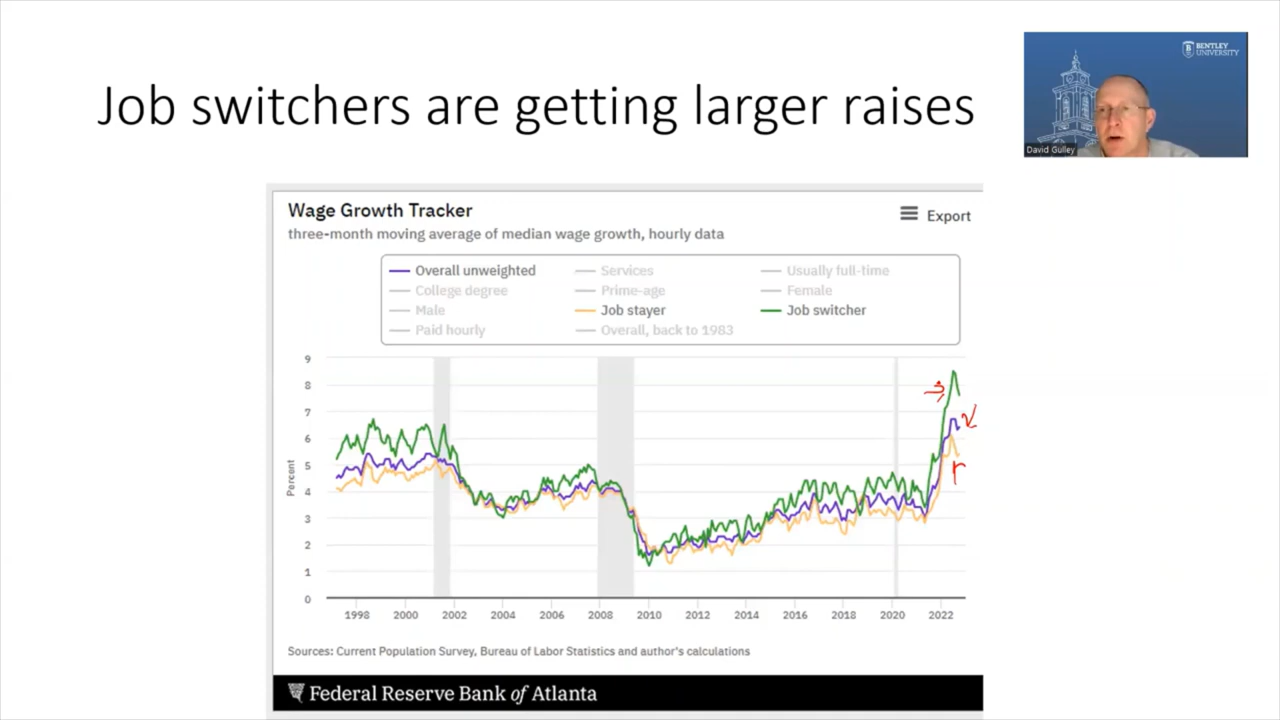 Job switchers are getting larger raises
BENTLEY
UNIVERSITY
David Gulley
Wage Growth Tracker
Export
three-month moving average of median wage growth, hourly data
Overall unweighted
Services
Usually full-time
College degree
Prime-age
Female
Male
Job stayer
Job switcher
Paid hourly
Overall, back to 1983
9
8
7
6
5
4
3
2
1
0
Percent
1998 2000 2002 2004 2006 2008 2010 2012 2014 2016 2018 2020 2022
Sources: Current Population Survey, Bureau of Labor Statistics and author's calculations
Federal Reserve Bank of Atlanta